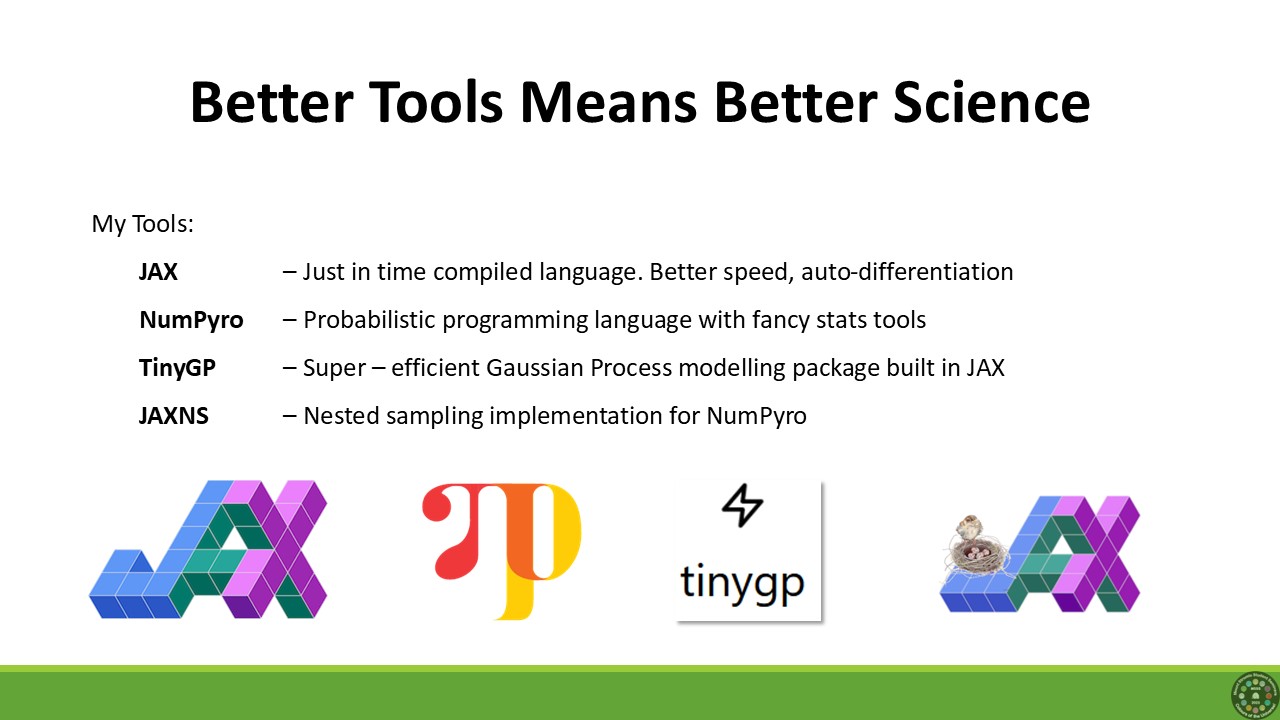 Better Tools Means Better Science
My Tools:
JAX – Just in time compiled language. Better speed, auto-differentiation
NumPyro – Probabilistic programming language with fancy stats tools
TinyGP – Super – efficient Gaussian Process modelling package built in JAX
JAXNS – Nested sampling implementation for NumPyro
JAX
tinygp
JAX